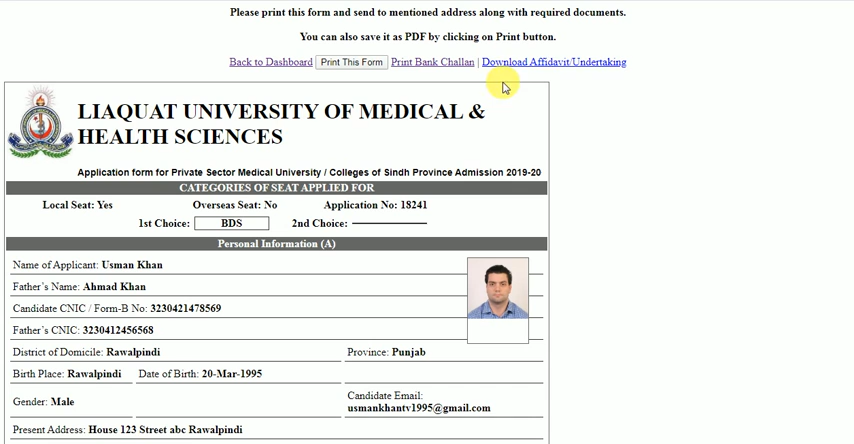 Please print this form and send to mentioned address along with required documents.
You can also save it as PDF by clicking on Print button.
Back to Dashboard Print This Form Print Bank Challan | Download Affidavit/Undertaking
LIAQUAT UNIVERSITY OF MEDICAL &
HEALTH SCIENCES
Application form for Private Sector Medical University / Colleges of Sindh Province Admission 2019-20
CATEGORIES OF SEAT APPLIED FOR
Local Seat: Yes Overseas Seat: No Application No: 18241
1st Choice: BDS 2nd Choice:
Personal Information (A)
Name of Applicant: Usman Khan
Father's Name: Ahmad Khan
Candidate CNIC / Form-B No: 3230421478569
Father's CNIC: 3230412456568
District of Domicile: Rawalpindi Province: Punjab
Birth Place: Rawalpindi Date of Birth: 20-Mar-1995
Gender: Male Candidate Email:
usmankhantv1995@gmail.com
Present Address: House 123 Street abc Rawalpindi